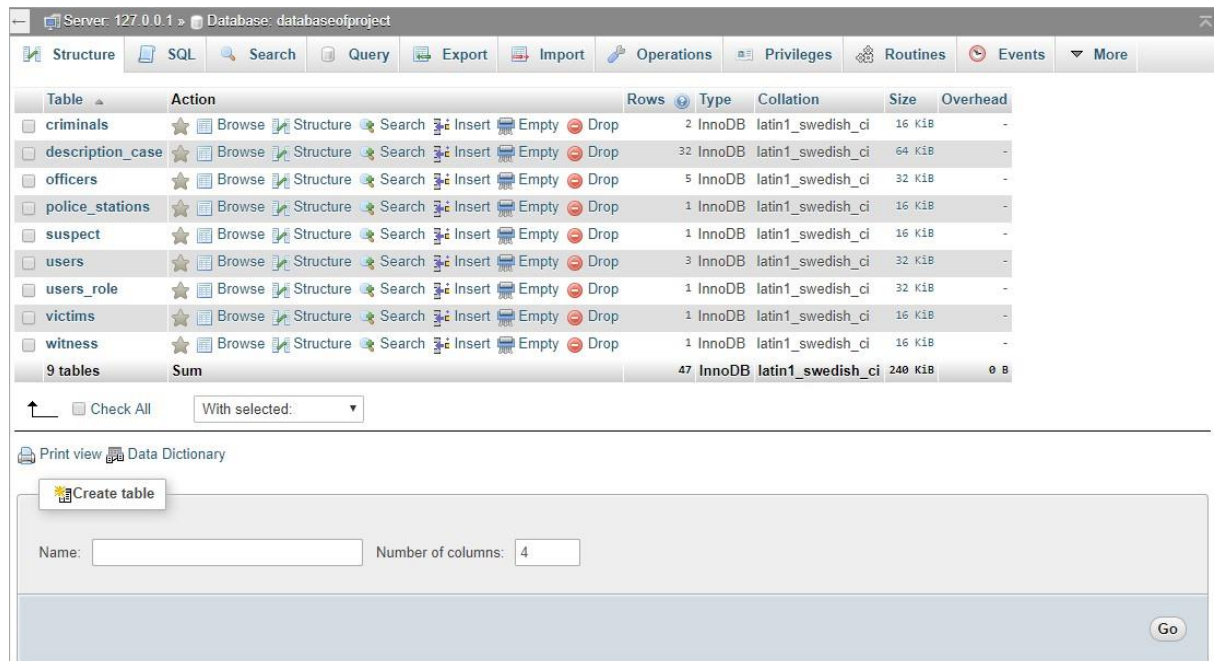 Server: 127.0.0.1 » Database: databaseofproject
Structure SQL Search Query Export Import Operations Privileges Routines Events More
Table Action Rows Type Collation Size Overhead
criminals Browse Structure Search Insert Empty Drop 2 InnoDB latin1_swedish_ci 16 KiB -
description_case Browse Structure Search Insert Empty Drop 32 InnoDB latin1_swedish_ci 64 KiB -
officers Browse Structure Search Insert Empty Drop 5 InnoDB latin1_swedish_ci 32 KiB -
police_stations Browse Structure Search Insert Empty Drop 1 InnoDB latin1_swedish_ci 16 KiB -
suspect Browse Structure Search Insert Empty Drop 1 InnoDB latin1_swedish_ci 16 KiB -
users Browse Structure Search Insert Empty Drop 3 InnoDB latin1_swedish_ci 32 KiB -
users_role Browse Structure Search Insert Empty Drop 1 InnoDB latin1_swedish_ci 32 KiB -
victims Browse Structure Search Insert Empty Drop 1 InnoDB latin1_swedish_ci 16 KiB -
witness Browse Structure Search Insert Empty Drop 1 InnoDB latin1_swedish_ci 16 KiB -
9 tables Sum 47 InnoDB latin1_swedish_ci 240 KiB 0 B
Check All With selected:
Print view Data Dictionary
Create table
Name: Number of columns: 4
Go